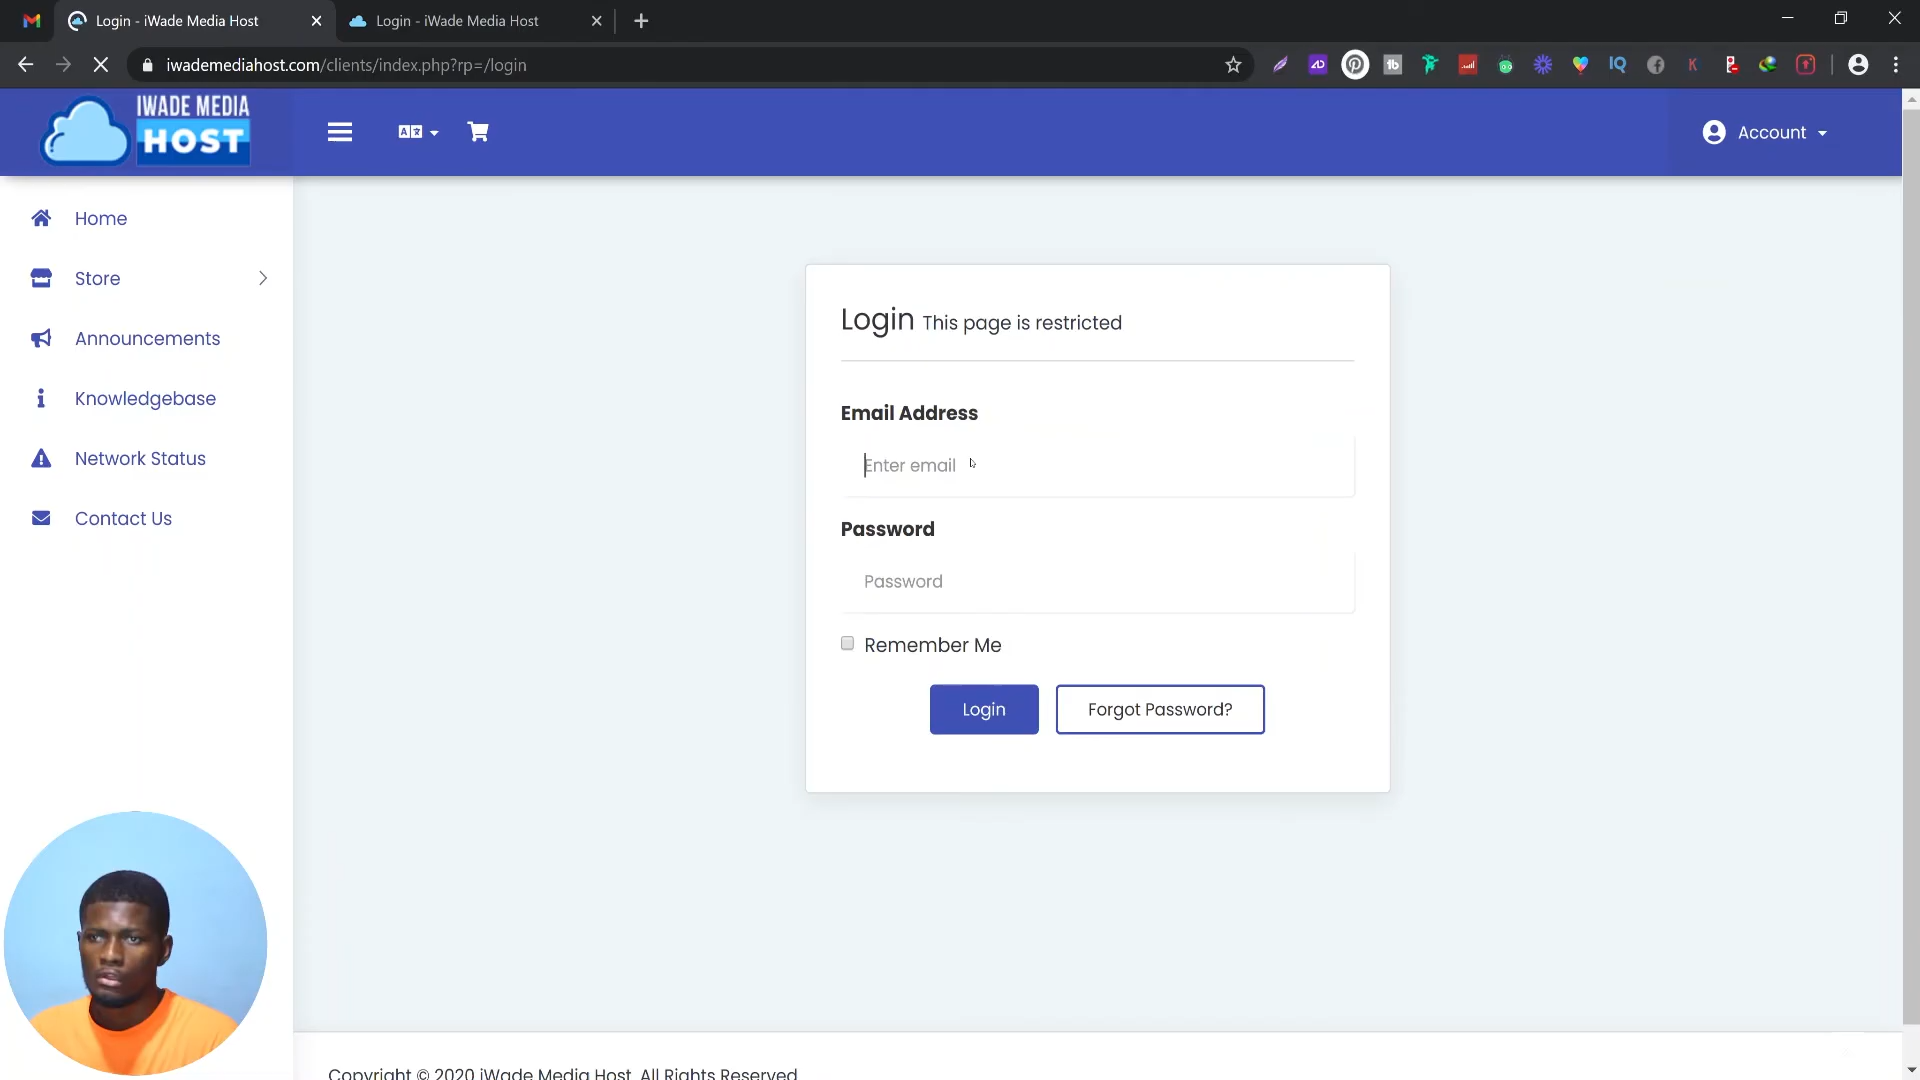 Login - iWade Media Host
Login - iWade Media Host
iwademediahost.com/clients/index.php?rp=/login
IWADE MEDIA
HOST
Account
Home
Store
Announcements
Knowledgebase
Network Status
Contact Us
Login This page is restricted
Email Address
Enter email
Password
Password
Remember Me
Login
Forgot Password?
Copyright © 2020 iWade Media Host. All Rights Reserved.